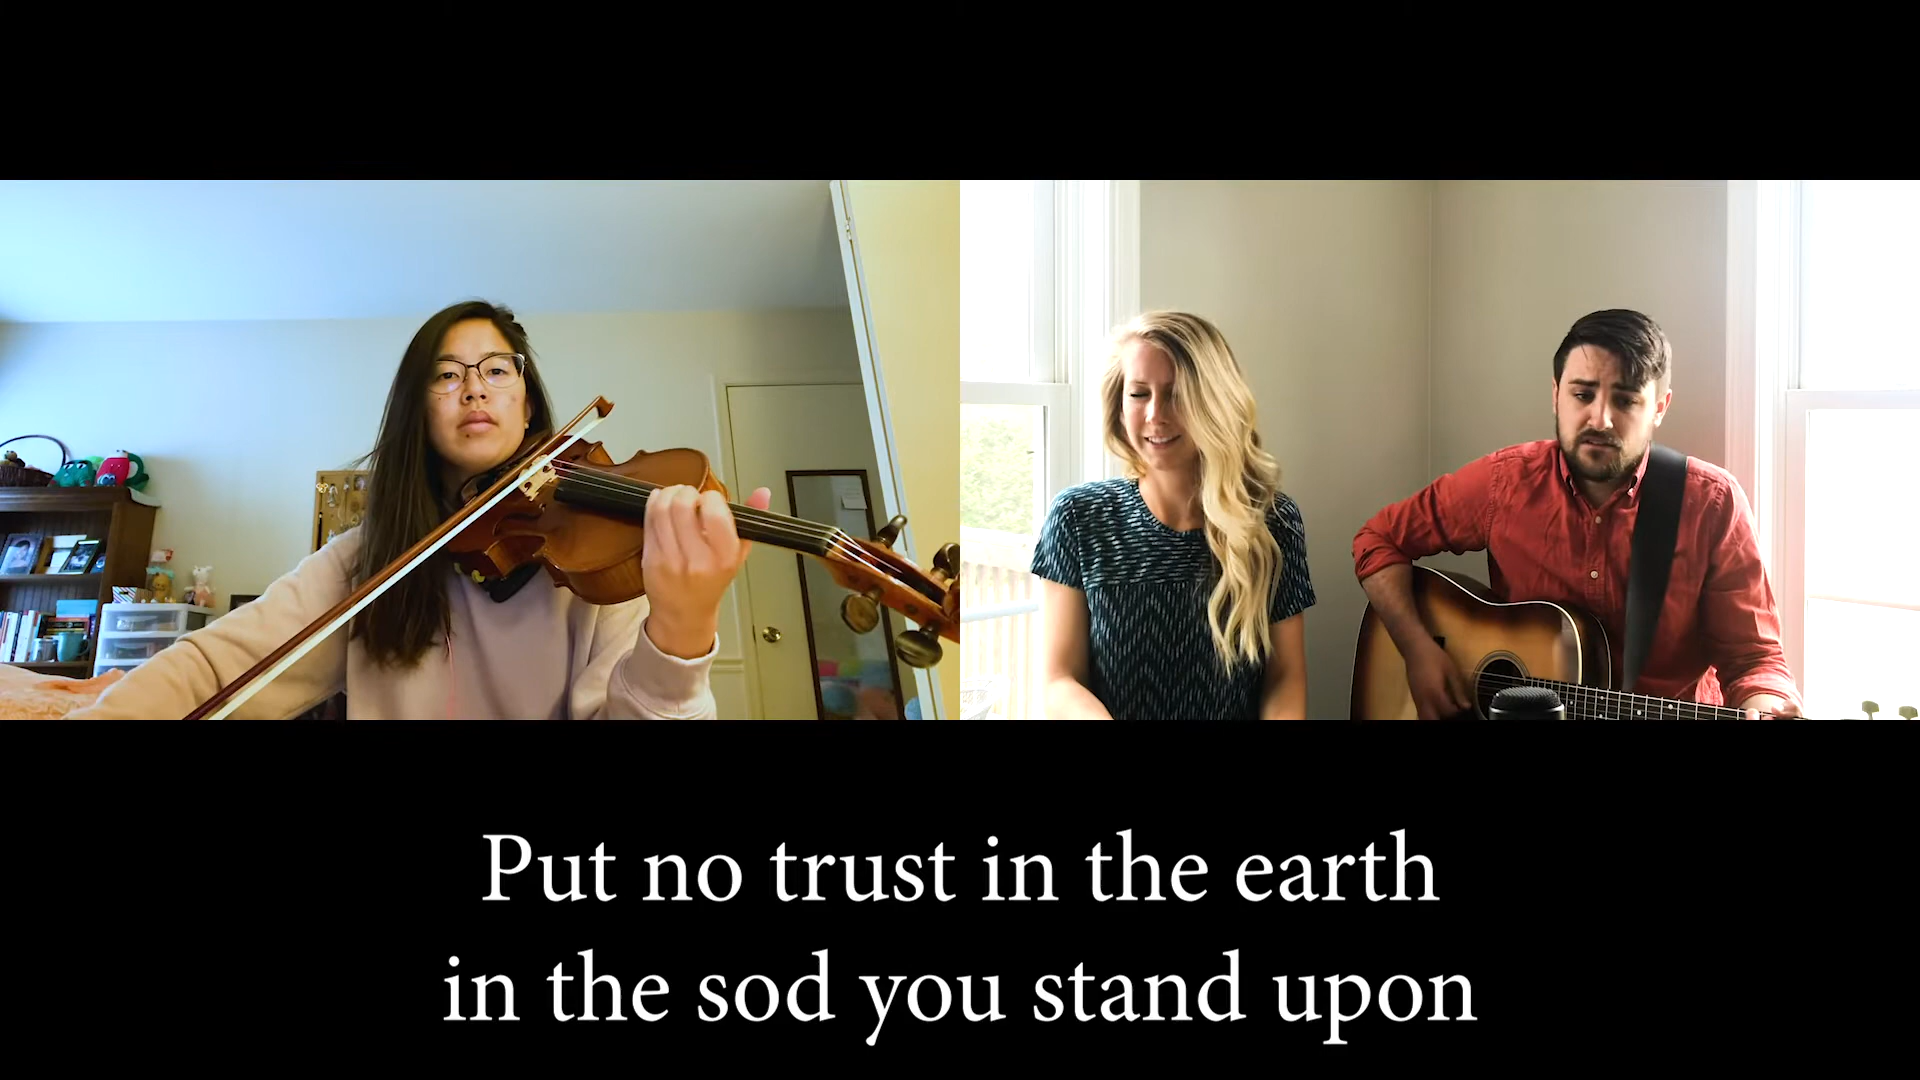 Put no trust in the earth
in the sod you stand upon